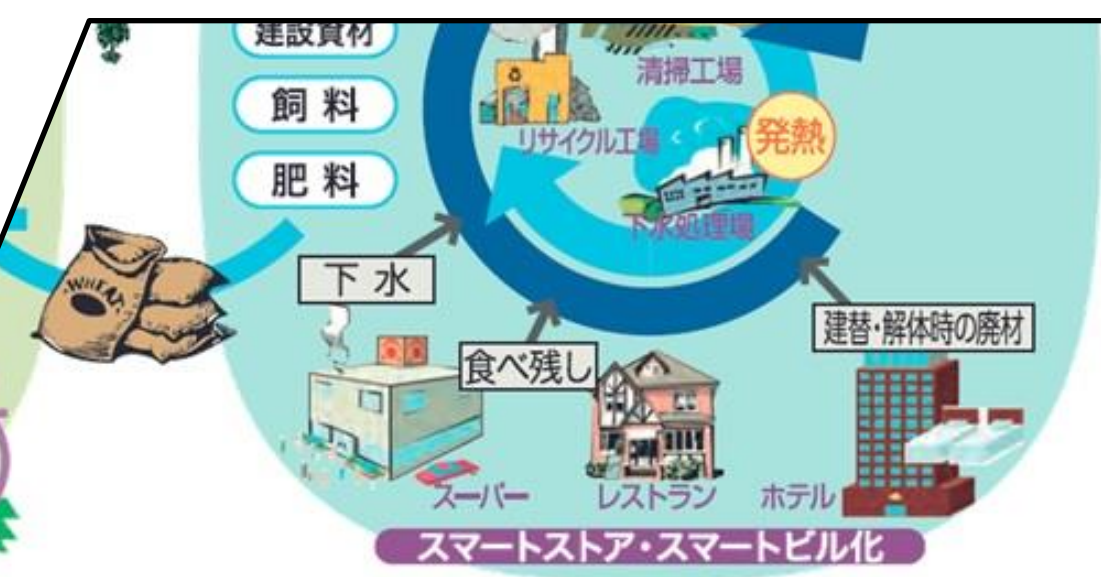 建設資材
清掃工場
飼料
リサイクル工場
発熱
肥料
下水処理場
下水
WHEAT
建替・解体時の廃材
食べ残し
スーパー
レストラン
ホテル
スマートストア・スマートビル化